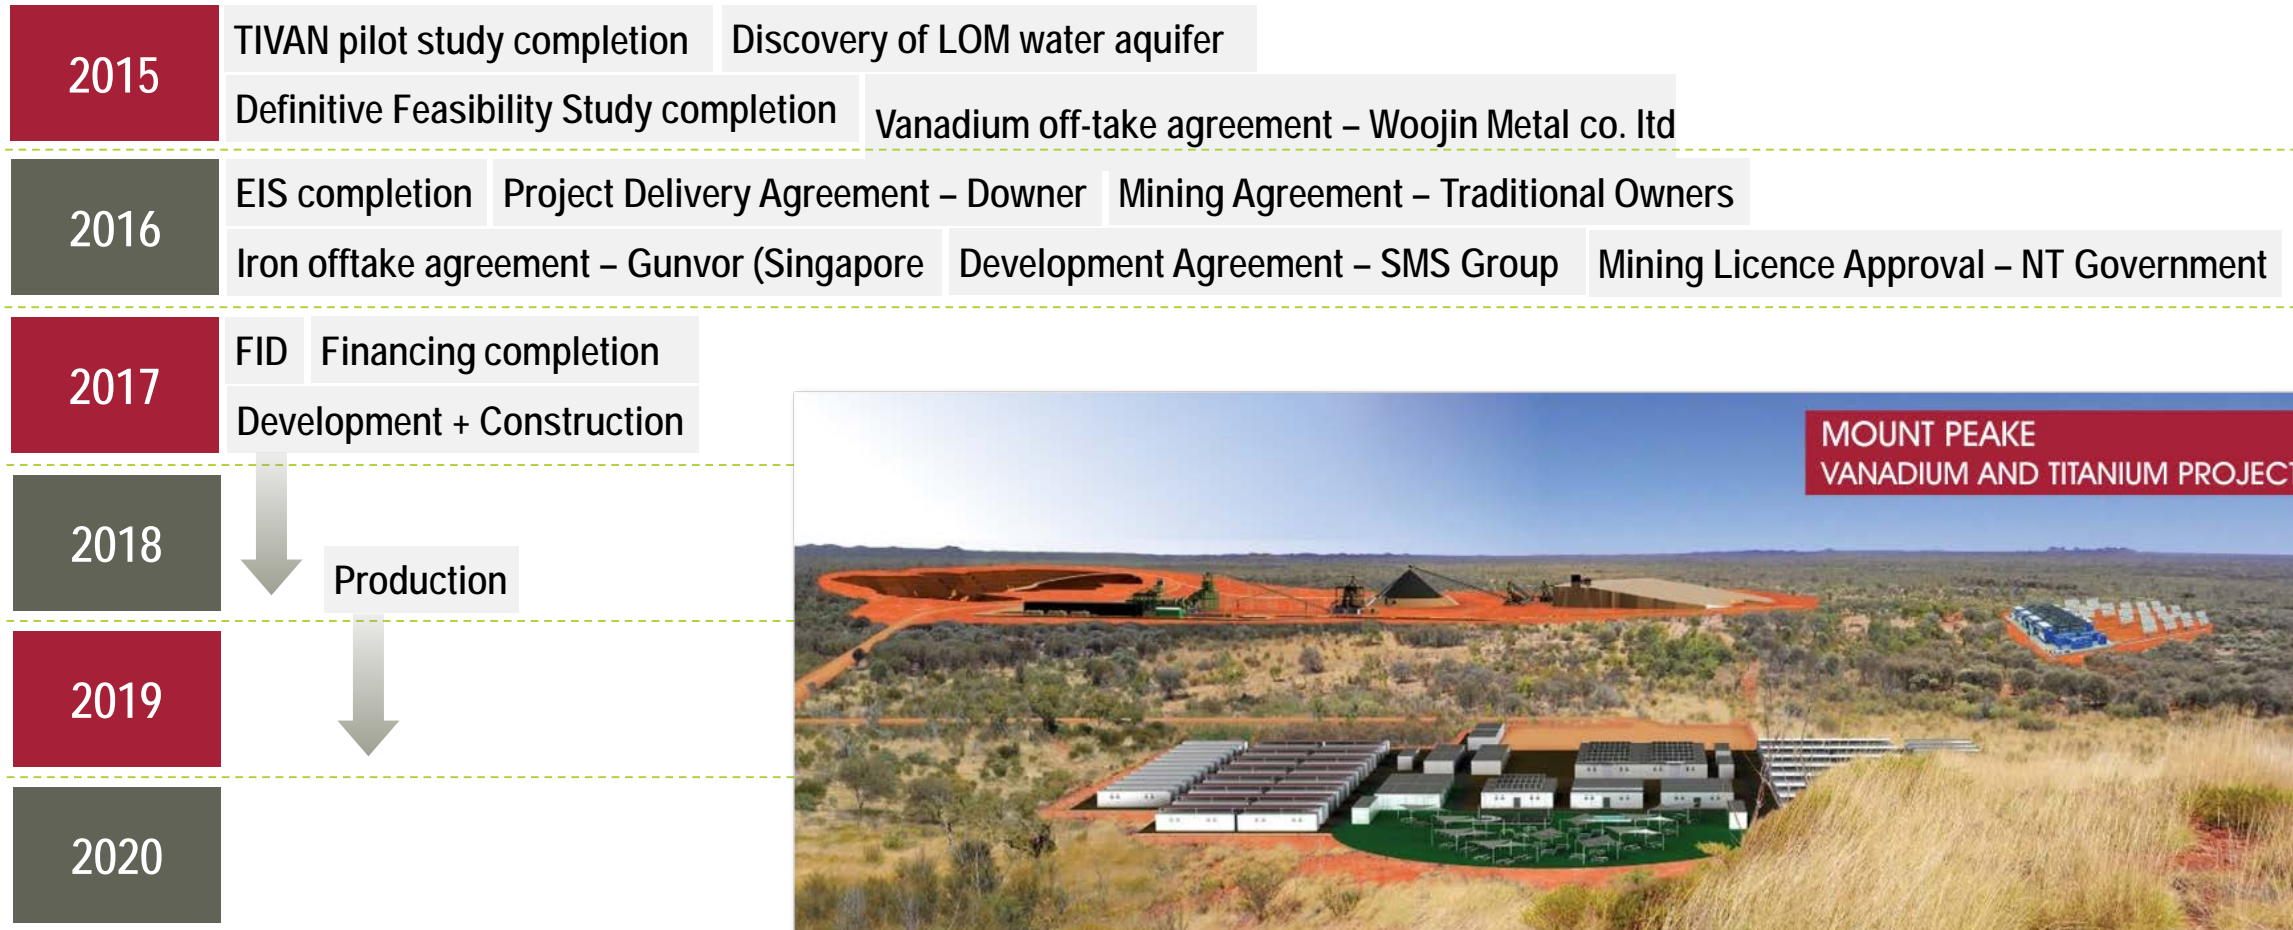 2015
TIVAN pilot study completion
Discovery of LOM water aquifer
Definitive Feasibility Study completion
Vanadium off-take agreement – Woojin Metal co. ltd
2016
EIS completion
Project Delivery Agreement – Downer
Mining Agreement – Traditional Owners
Iron offtake agreement – Gunvor (Singapore
Development Agreement – SMS Group
Mining Licence Approval – NT Government
2017
FID
Financing completion
Development + Construction
2018
Production
2019
2020
MOUNT PEAKE
VANADIUM AND TITANIUM PROJECT